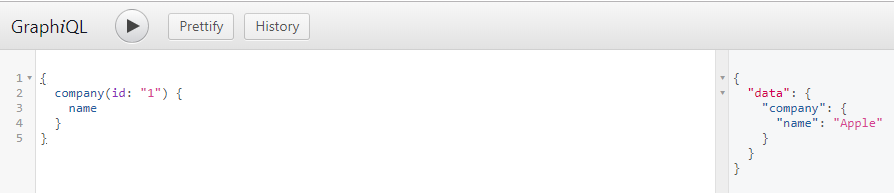 GraphiQL Prettify History
1 {
2 company(id: "1") {
3 name
4 }
5 }
{
"data": {
"company": {
"name": "Apple"
}
}
}